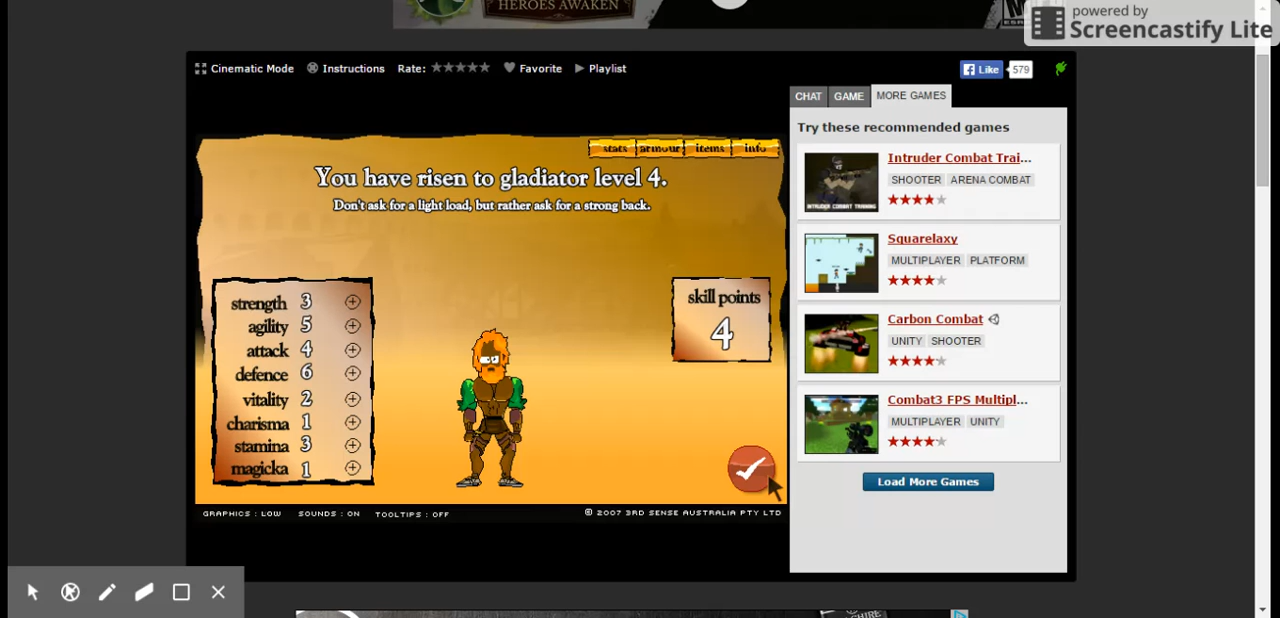 HEROES AWAKEN
powered by
Screencastify Lite
Cinematic Mode Instructions Rate: Favorite Playlist
Like 579
CHAT GAME MORE GAMES
Try these recommended games
Intruder Combat Trai...
SHOOTER ARENA COMBAT
INTRUDER COMBAT TRAINING
Squarelaxy
MULTIPLAYER PLATFORM
Carbon Combat
UNITY SHOOTER
Combat3 FPS Multipl...
MULTIPLAYER UNITY
Load More Games
stats armour items info
You have risen to gladiator level 4.
Don't ask for a light load, but rather ask for a strong back.
strength 3
agility 5
attack 4
defence 6
vitality 2
charisma 1
stamina 3
magicka 1
skill points
4
GRAPHICS : LOW SOUNDS : ON TOOLTIPS : OFF
© 2007 3RD SENSE AUSTRALIA PTY LTD